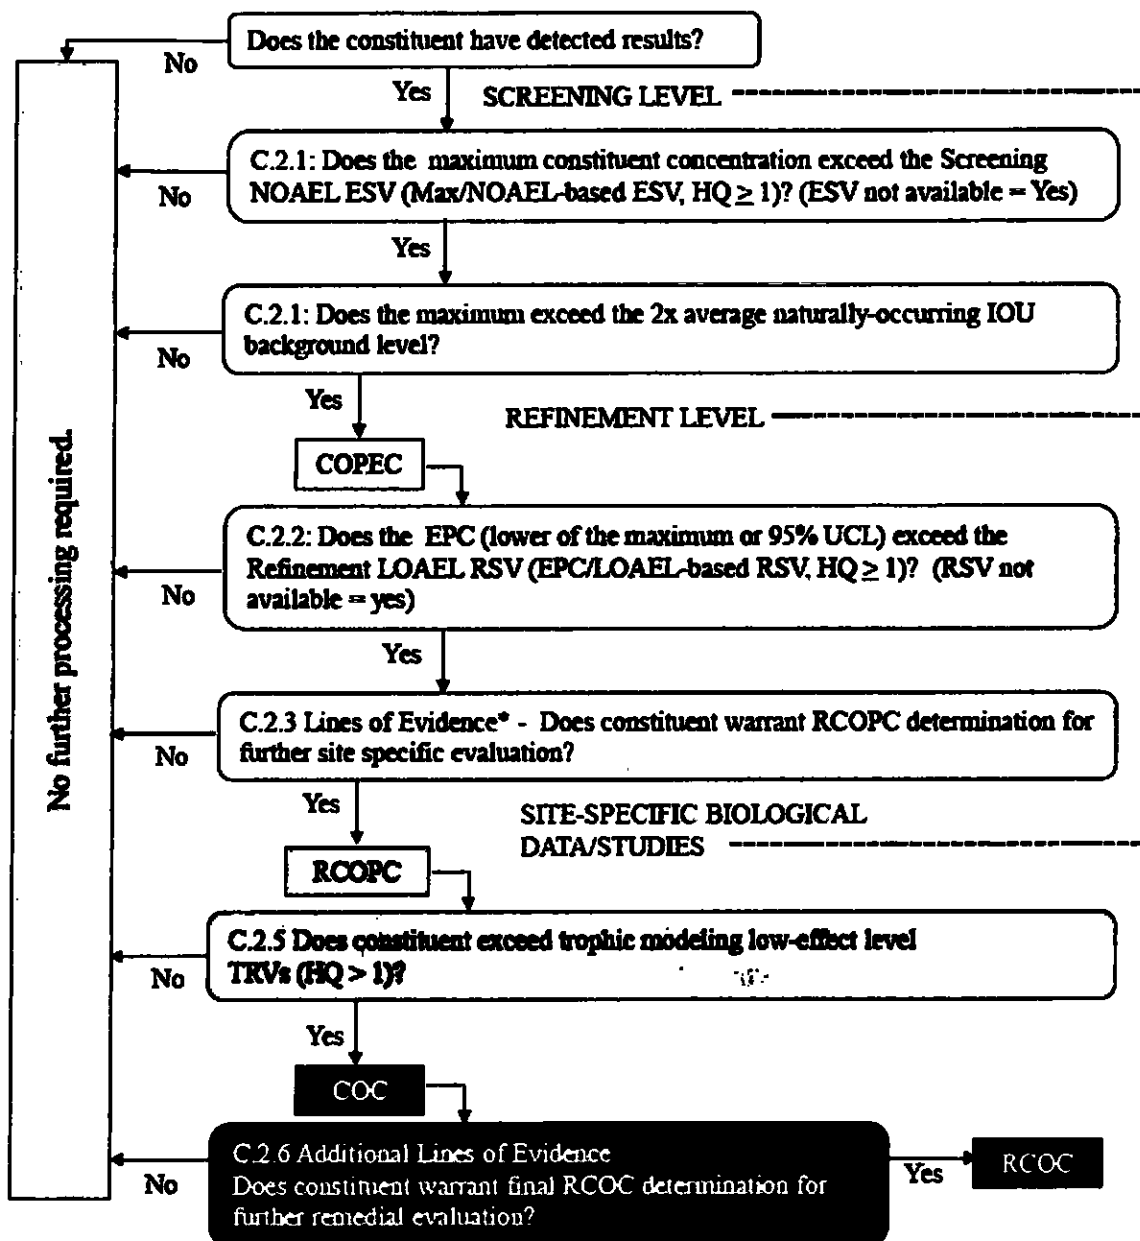 Does the constituent have detected results?
No
Yes
SCREENING LEVEL
C.2.1: Does the maximum constituent concentration exceed the Screening
NOAEL ESV (Max/NOAEL-based ESV, HQ ≥ 1)? (ESV not available = Yes)
No
Yes
C.2.1: Does the maximum exceed the 2x average naturally-occurring IOU
background level?
No
Yes
REFINEMENT LEVEL
COPEC
C.2.2: Does the EPC (lower of the maximum or 95% UCL) exceed the
Refinement LOAEL RSV (EPC/LOAEL-based RSV, HQ ≥ 1)? (RSV not
available = yes)
No
Yes
No further processing required.
C.2.3 Lines of Evidence* - Does constituent warrant RCOPC determination for
further site specific evaluation?
No
Yes
SITE-SPECIFIC BIOLOGICAL
DATA/STUDIES
RCOPC
C.2.5 Does constituent exceed trophic modeling low-effect level
TRVs (HQ > 1)?
No
Yes
COC
C.2.6 Additional Lines of Evidence
Does constituent warrant final RCOC determination for
further remedial evaluation?
No
Yes
RCOC